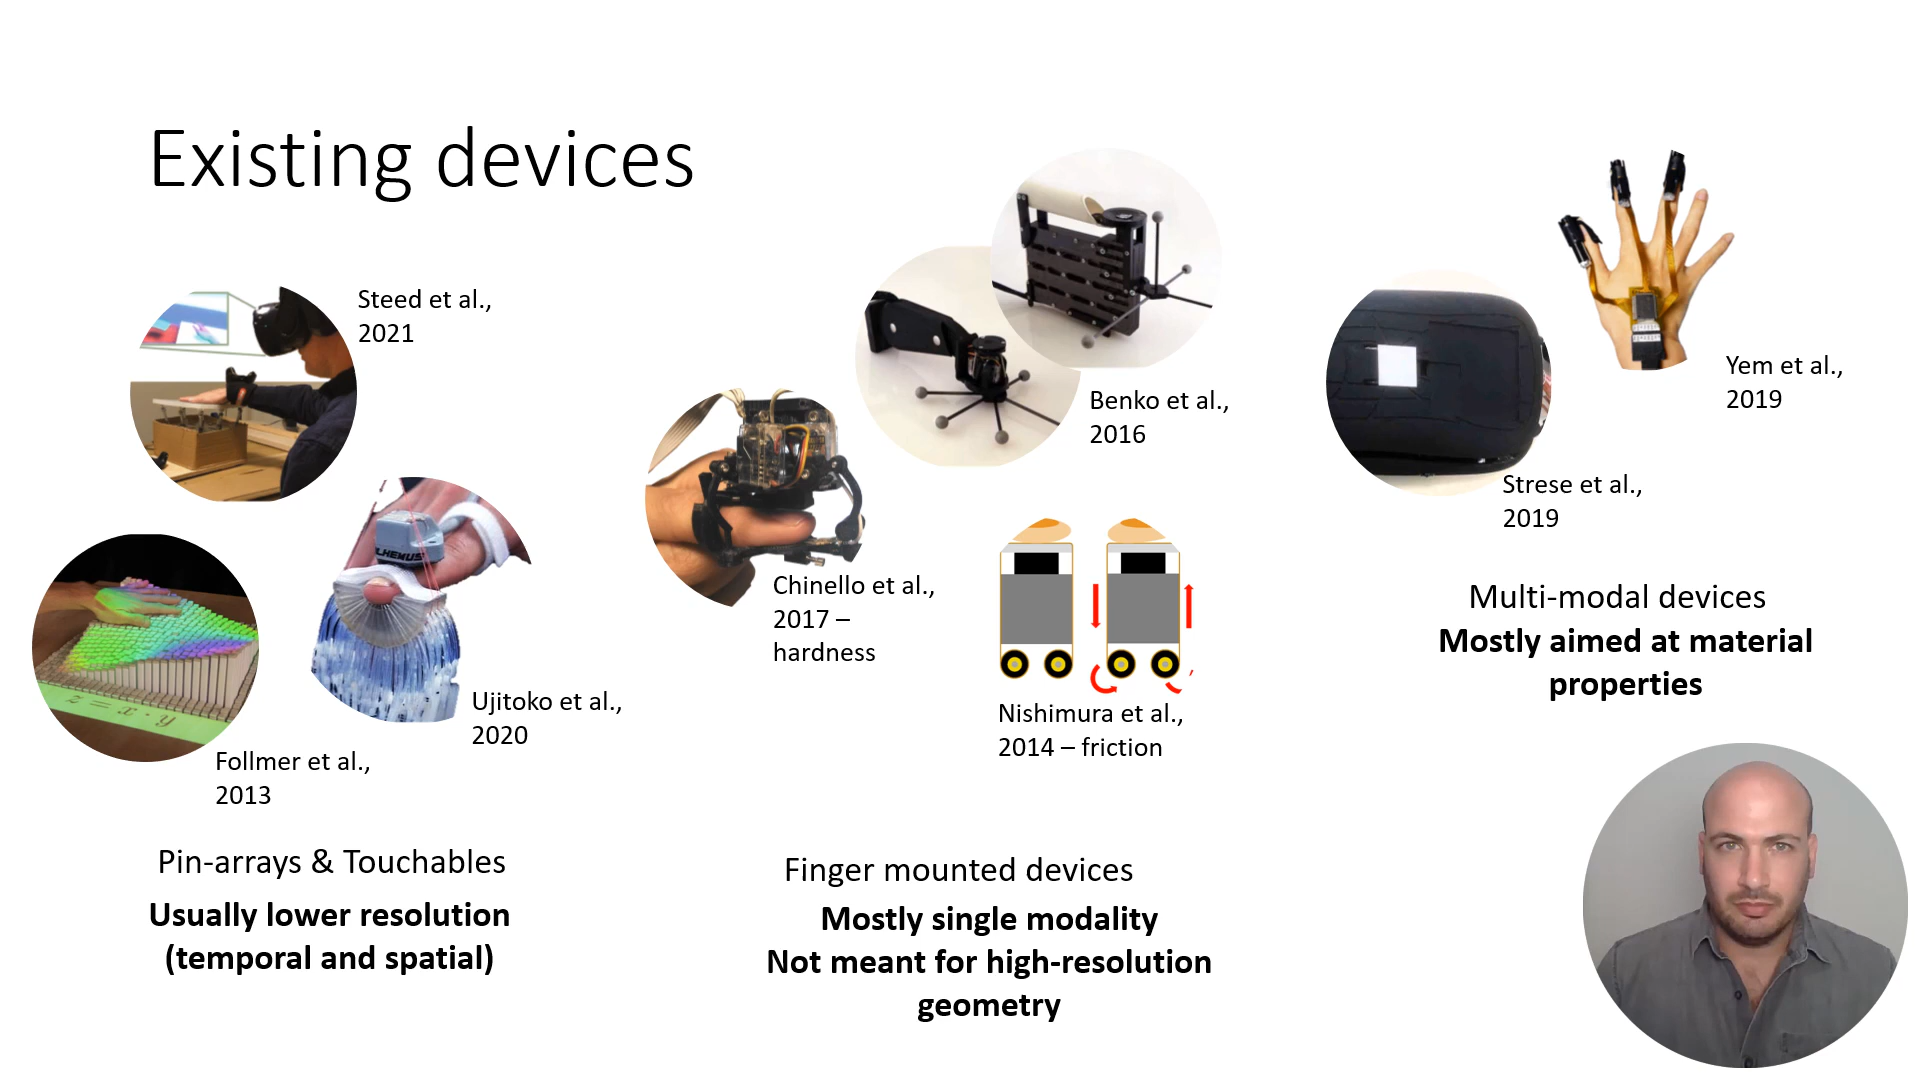 Existing devices
Steed et al.,
2021
Follmer et al.,
2013
LHEMUS
Ujitoko et al.,
2020
z = x · y
Pin-arrays & Touchables
Usually lower resolution
(temporal and spatial)
Chinello et al.,
2017 –
hardness
Benko et al.,
2016
Nishimura et al.,
2014 – friction
Finger mounted devices
Mostly single modality
Not meant for high-resolution
geometry
Strese et al.,
2019
Yem et al.,
2019
Multi-modal devices
Mostly aimed at material
properties